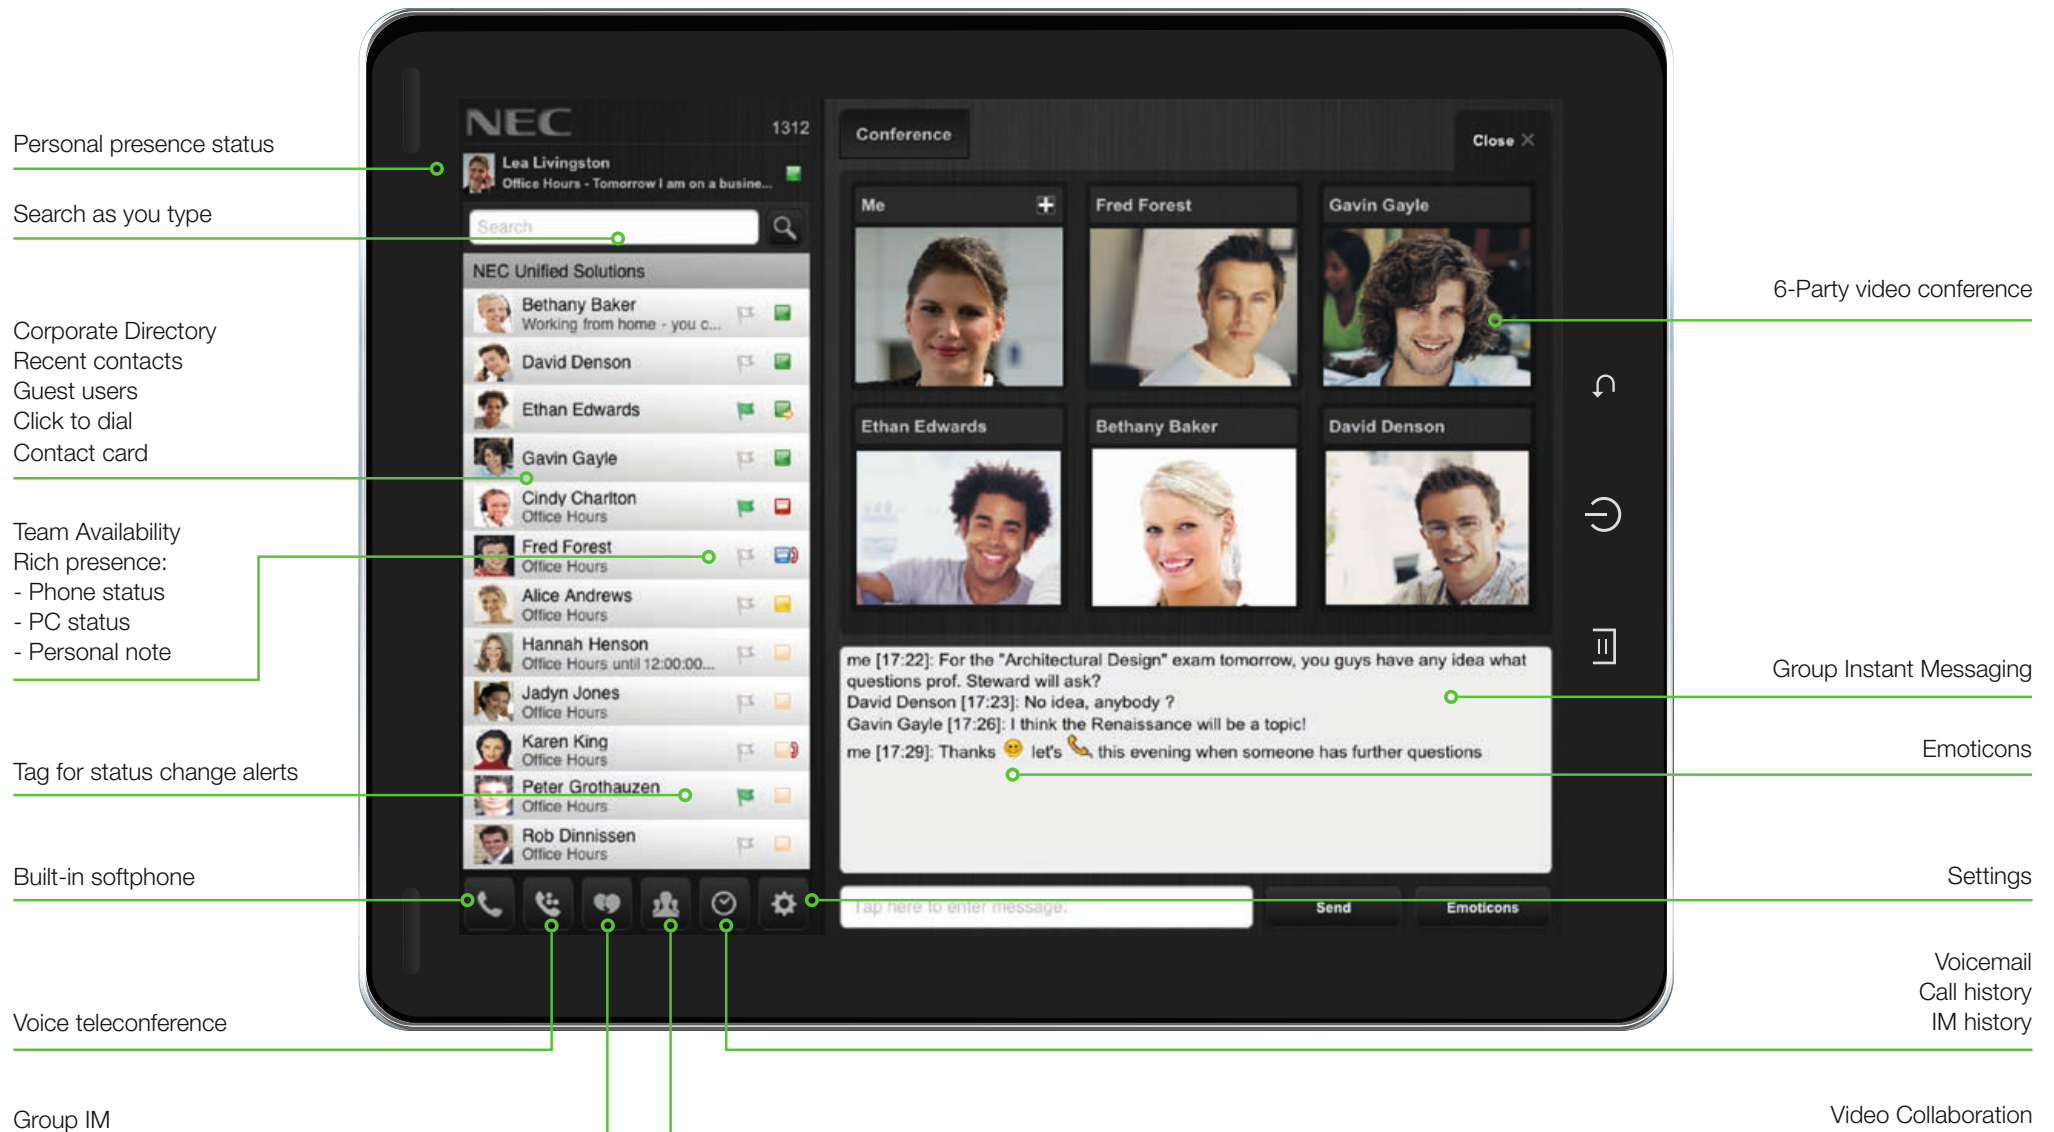 Personal presence status
Search as you type
Corporate Directory
Recent contacts
Guest users
Click to dial
Contact card
Team Availability
Rich presence:
- Phone status
- PC status
- Personal note
Tag for status change alerts
Built-in softphone
Voice teleconference
Group IM
NEC
1312
Lea Livingston
Office Hours - Tomorrow I am on a busine...
Search
NEC Unified Solutions
Bethany Baker
Working from home - you c...
David Denson
Ethan Edwards
Gavin Gayle
Cindy Charlton
Office Hours
Fred Forest
Office Hours
Alice Andrews
Office Hours
Hannah Henson
Office Hours until 12:00:00...
Jadyn Jones
Office Hours
Karen King
Office Hours
Peter Grothauzen
Office Hours
Rob Dinnissen
Office Hours
Conference
Close X
Me
Fred Forest
Gavin Gayle
Ethan Edwards
Bethany Baker
David Denson
me [17:22]: For the "Architectural Design" exam tomorrow, you guys have any idea what
questions prof. Steward will ask?
David Denson [17:23]: No idea, anybody ?
Gavin Gayle [17:26]: I think the Renaissance will be a topic!
me [17:29]: Thanks 🙂 let's 📞 this evening when someone has further questions
Tap here to enter message:
Send
Emoticons
6-Party video conference
Group Instant Messaging
Emoticons
Settings
Voicemail
Call history
IM history
Video Collaboration